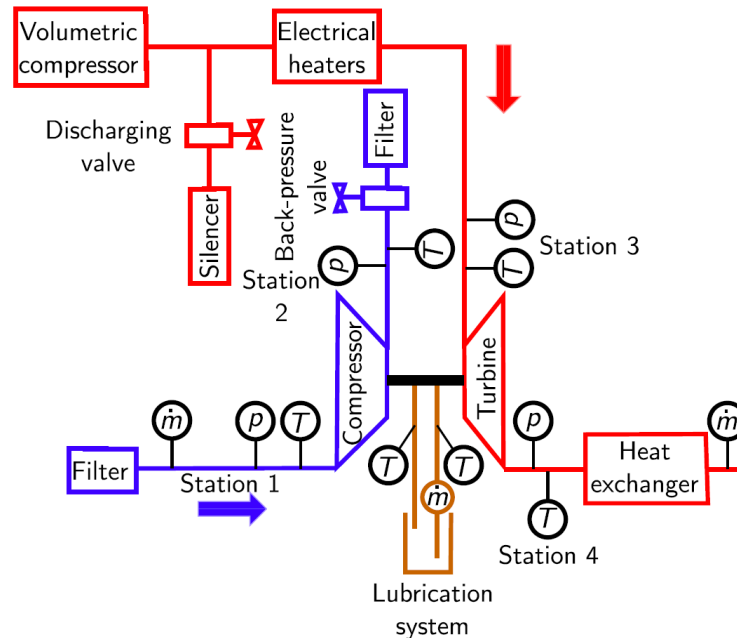 Volumetric
compressor
Electrical
heaters
Discharging
valve
Silencer
Filter
Back-pressure
valve
p
T
Station
2
p
T
Station 3
Compressor
Turbine
ṁ
p
T
Filter
Station 1
T
T
ṁ
Lubrication
system
p
T
Station 4
Heat
exchanger
ṁ